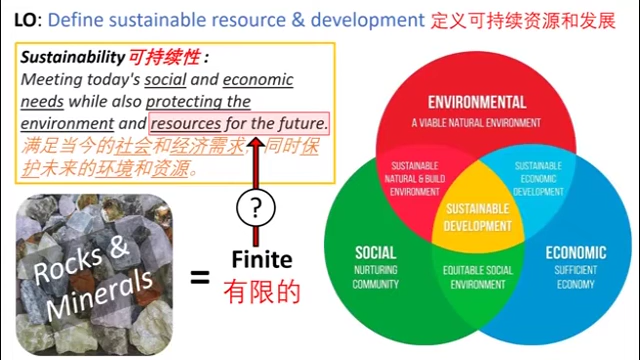 LO: Define sustainable resource & development 定义可持续资源和发展
Sustainability 可持续性 :
Meeting today's social and economic
needs while also protecting the
environment and resources for the future.
满足当今的社会和经济需求，同时保
护未来的环境和资源。
?
Rocks &
Minerals
=
Finite
有限的
ENVIRONMENTAL
A VIABLE NATURAL ENVIRONMENT
SUSTAINABLE
NATURAL & BUILD
ENVIRONMENT
SUSTAINABLE
ECONOMIC
DEVELOPMENT
SUSTAINABLE
DEVELOPMENT
SOCIAL
NURTURING
COMMUNITY
EQUITABLE SOCIAL
ENVIRONMENT
ECONOMIC
SUFFICIENT
ECONOMY